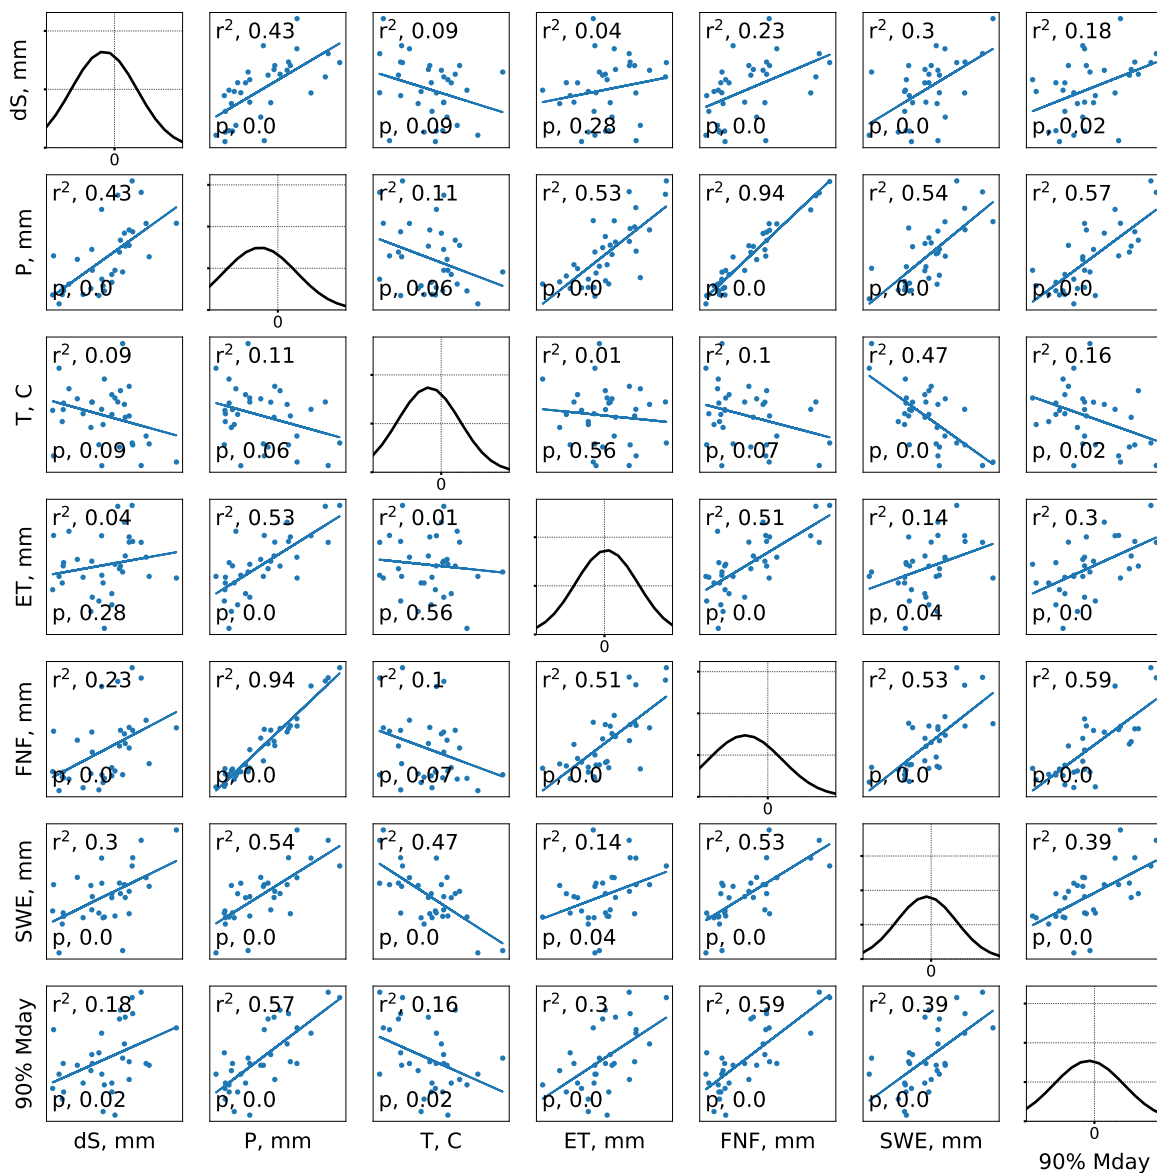 dS, mm
r², 0.43
r², 0.09
r², 0.04
r², 0.23
r², 0.3
r², 0.18
p, 0.0
p, 0.09
p, 0.28
p, 0.0
p, 0.0
p, 0.02
0
P, mm
r², 0.43
r², 0.11
r², 0.53
r², 0.94
r², 0.54
r², 0.57
p, 0.0
p, 0.06
p, 0.0
p, 0.0
p, 0.0
p, 0.0
0
T, C
r², 0.09
r², 0.11
r², 0.01
r², 0.1
r², 0.47
r², 0.16
p, 0.09
p, 0.06
p, 0.56
p, 0.07
p, 0.0
p, 0.02
0
ET, mm
r², 0.04
r², 0.53
r², 0.01
r², 0.51
r², 0.14
r², 0.3
p, 0.28
p, 0.0
p, 0.56
p, 0.0
p, 0.04
p, 0.0
0
FNF, mm
r², 0.23
r², 0.94
r², 0.1
r², 0.51
r², 0.53
r², 0.59
p, 0.0
p, 0.0
p, 0.07
p, 0.0
p, 0.0
p, 0.0
0
SWE, mm
r², 0.3
r², 0.54
r², 0.47
r², 0.14
r², 0.53
r², 0.39
p, 0.0
p, 0.0
p, 0.0
p, 0.04
p, 0.0
p, 0.0
0
90% Mday
r², 0.18
r², 0.57
r², 0.16
r², 0.3
r², 0.59
r², 0.39
p, 0.02
p, 0.0
p, 0.02
p, 0.0
p, 0.0
p, 0.0
0
dS, mm
P, mm
T, C
ET, mm
FNF, mm
SWE, mm
90% Mday